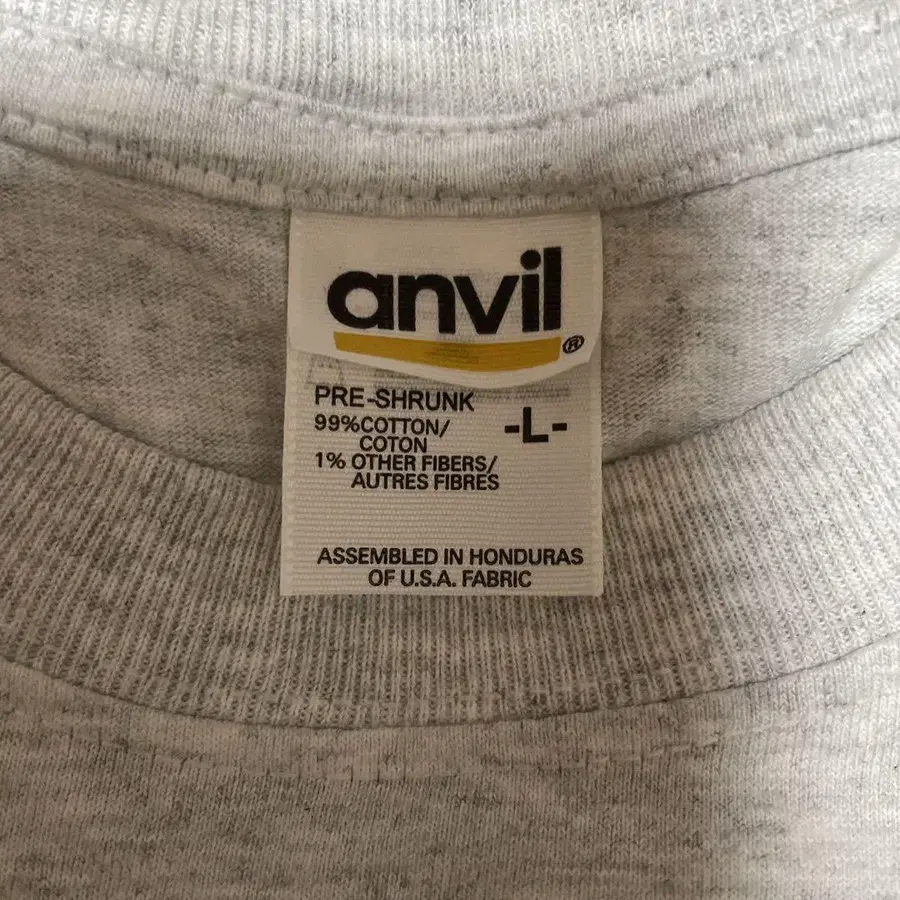 anvil®
PRE-SHRUNK
99%COTTON/
COTON
-L-
1% OTHER FIBERS/
AUTRES FIBRES
ASSEMBLED IN HONDURAS
OF U.S.A. FABRIC